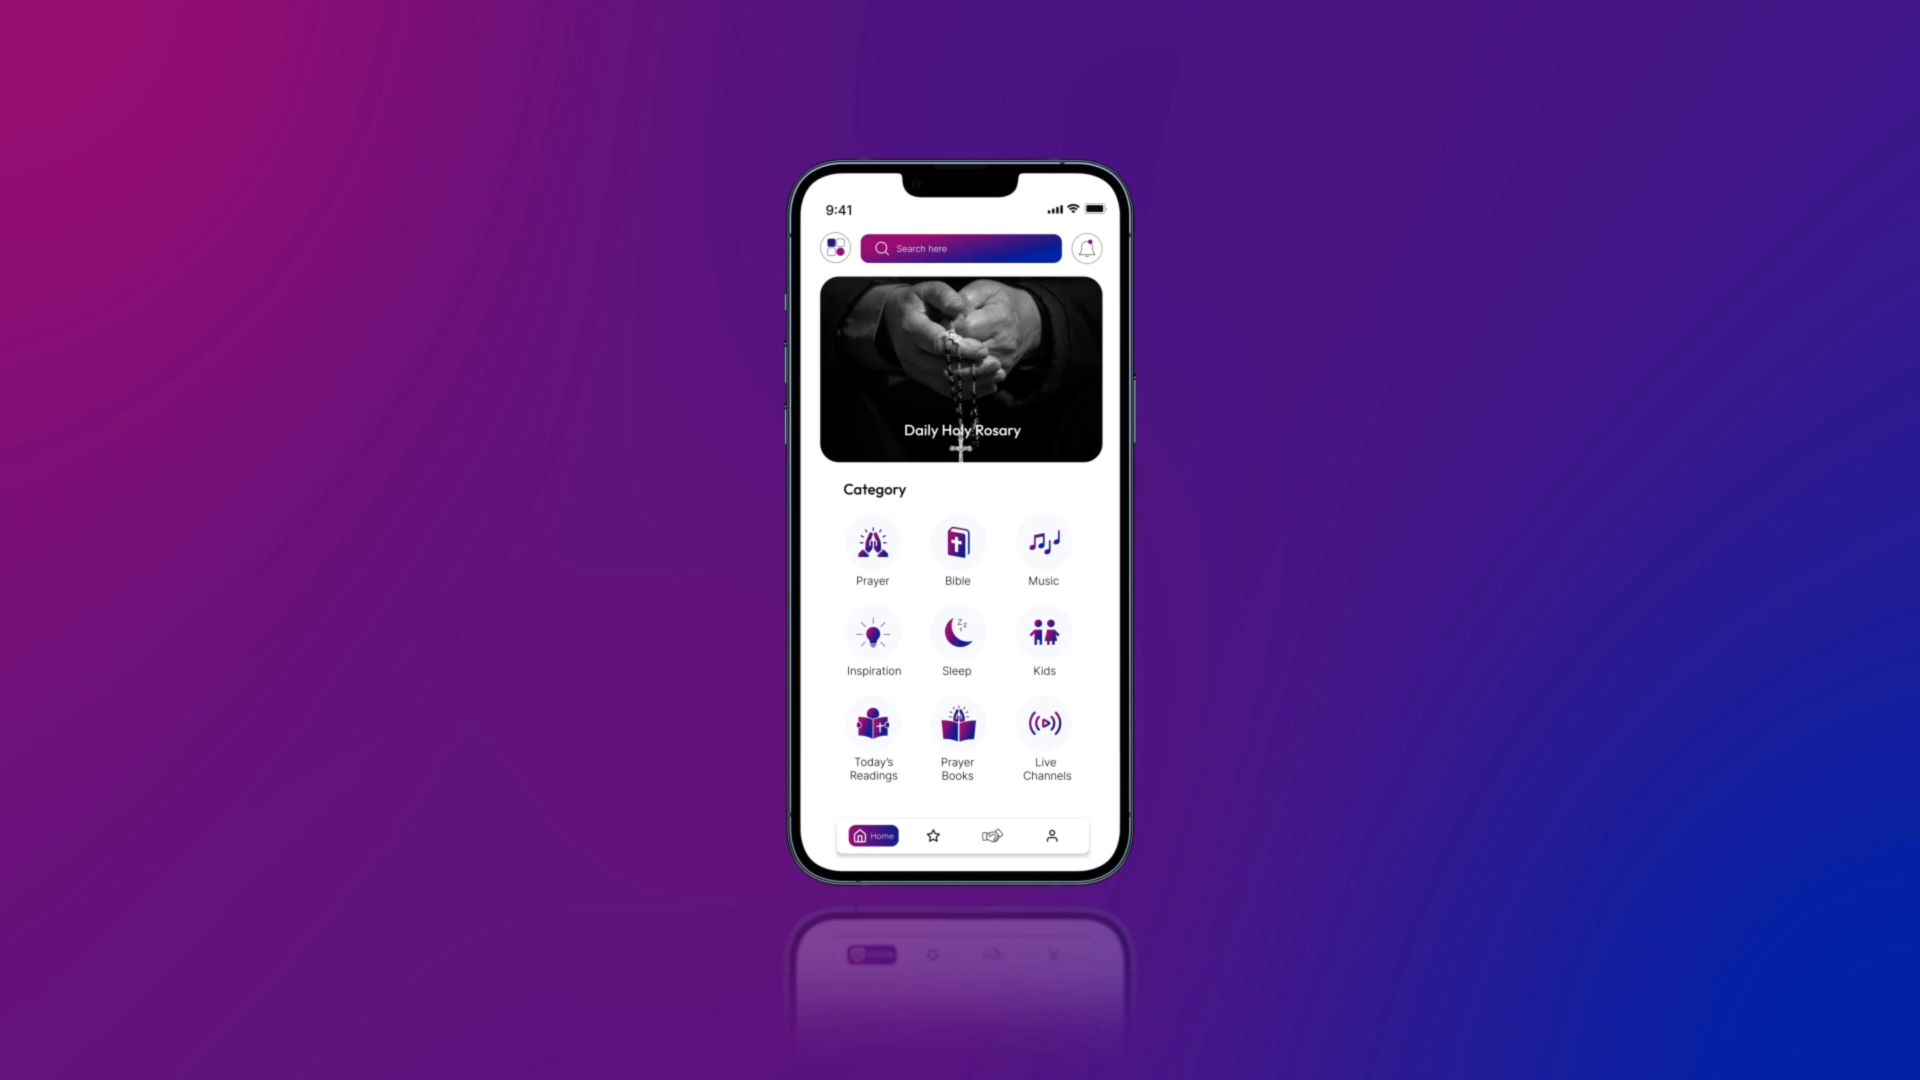 9:41
Search here
Daily Holy Rosary
Category
Prayer
Bible
Music
Inspiration
Sleep
Kids
Today's
Readings
Prayer
Books
Live
Channels
Home